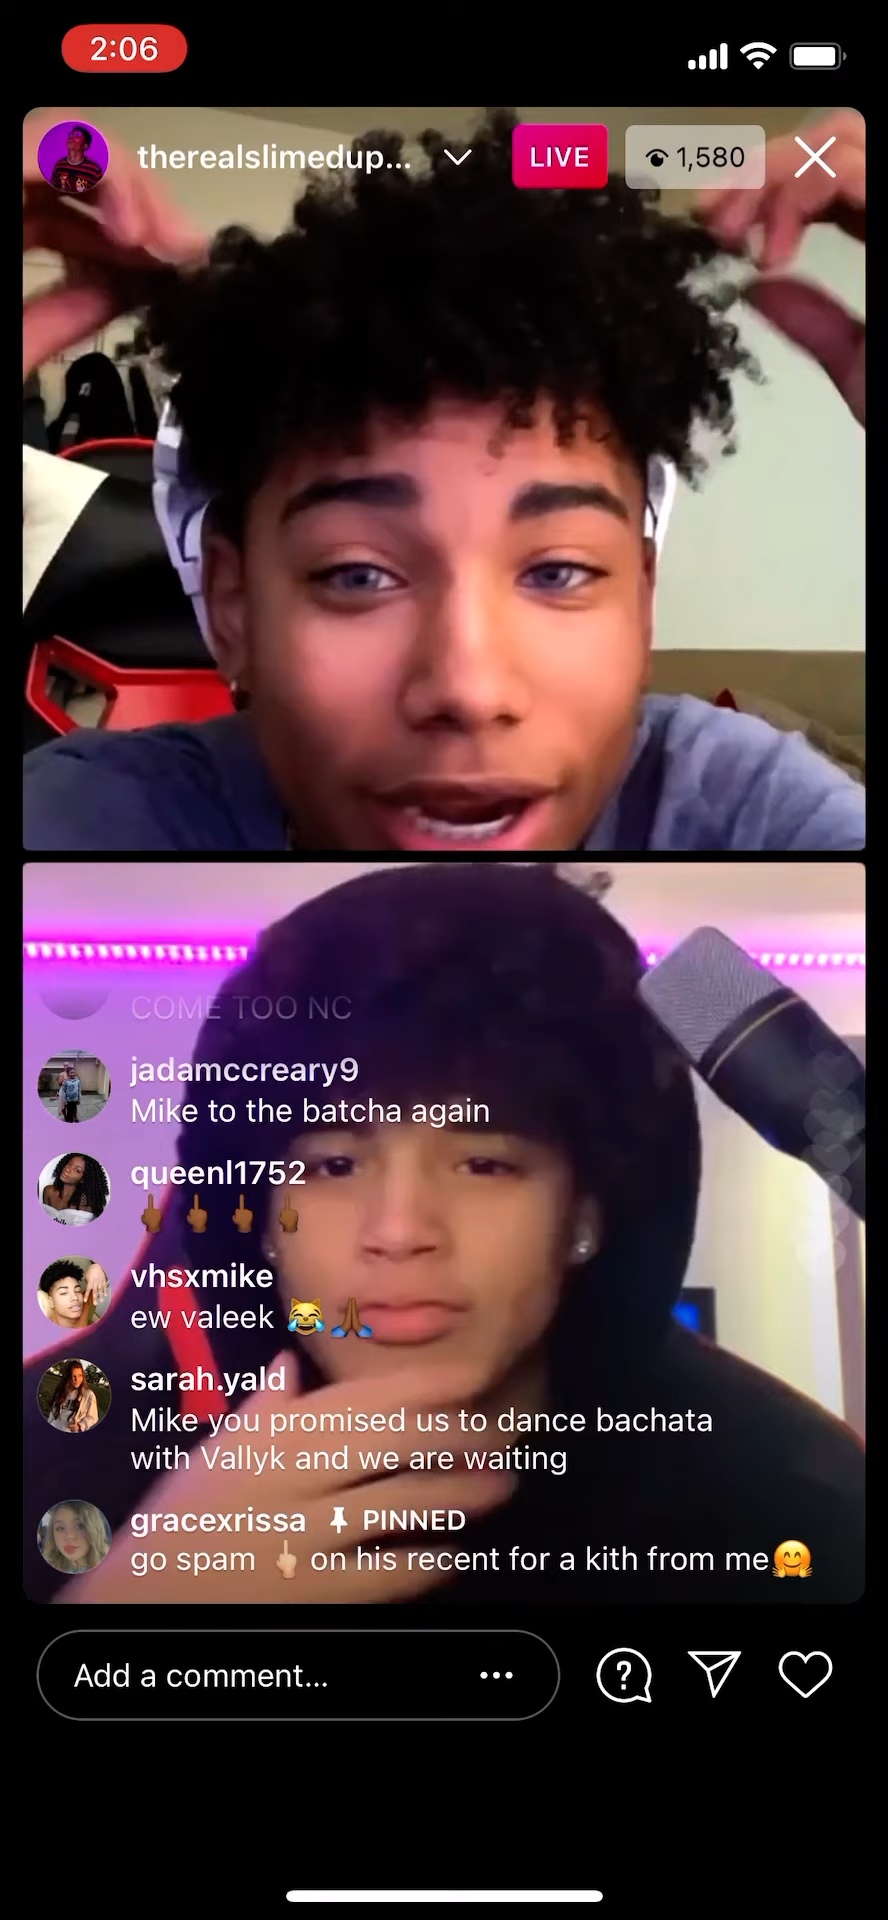 2:06
therealslimedup...
LIVE
1,580
COME TOO NC
jadamccreary9
Mike to the batcha again
queenl1752
🖕🏾 🖕🏾 🖕🏾 🖕🏾
vhsxmike
ew valeek 😹🙏🏾
sarah.yald
Mike you promised us to dance bachata
with Vallyk and we are waiting
gracexrissa PINNED
go spam 🖕🏻 on his recent for a kith from me🤗
Add a comment...